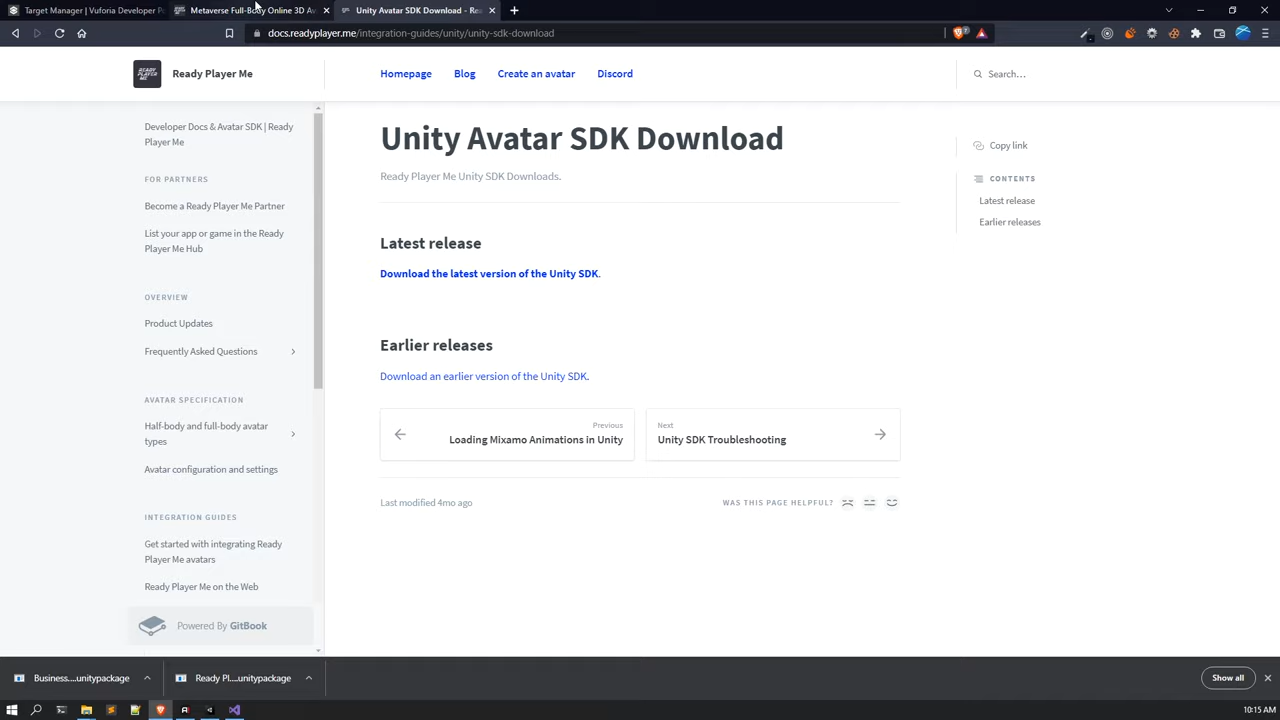 Target Manager | Vuforia Developer Po
Metaverse Full-Body Online 3D Av
Unity Avatar SDK Download - Re
docs.readyplayer.me/integration-guides/unity/unity-sdk-download
READY PLAYER ME
Ready Player Me
Homepage
Blog
Create an avatar
Discord
Search…
Developer Docs & Avatar SDK | Ready
Player Me
FOR PARTNERS
Become a Ready Player Me Partner
List your app or game in the Ready
Player Me Hub
OVERVIEW
Product Updates
Frequently Asked Questions
AVATAR SPECIFICATION
Half-body and full-body avatar
types
Avatar configuration and settings
INTEGRATION GUIDES
Get started with integrating Ready
Player Me avatars
Ready Player Me on the Web
Powered By GitBook
Unity Avatar SDK Download
Ready Player Me Unity SDK Downloads.
Latest release
Download the latest version of the Unity SDK.
Earlier releases
Download an earlier version of the Unity SDK.
Previous
Loading Mixamo Animations in Unity
Next
Unity SDK Troubleshooting
Last modified 4mo ago
WAS THIS PAGE HELPFUL?
Copy link
CONTENTS
Latest release
Earlier releases
Business....unitypackage
Ready Pl....unitypackage
Show all
10:15 AM